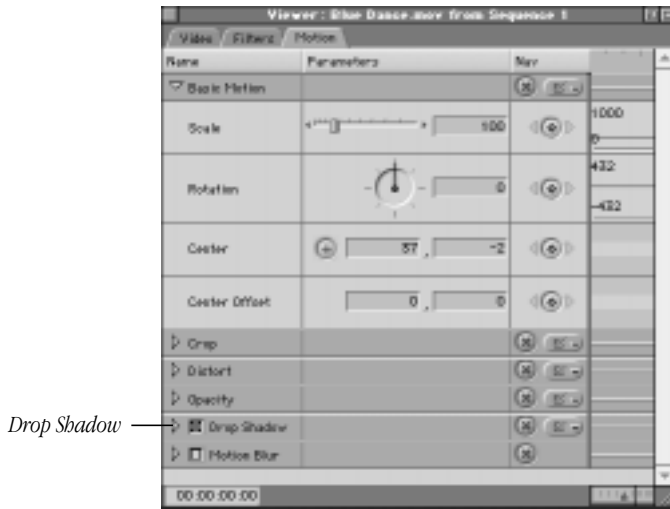 Viewer : Blue Dance.mov from Sequence 1
Video Filters Motion
Name Parameters Nav
Basic Motion
Scale 100 1000
0
Rotation 0 432
-432
Center 57 , -2
Center Offset 0 , 0
Crop
Distort
Opacity
Drop Shadow Drop Shadow
Motion Blur
00:00:00:00